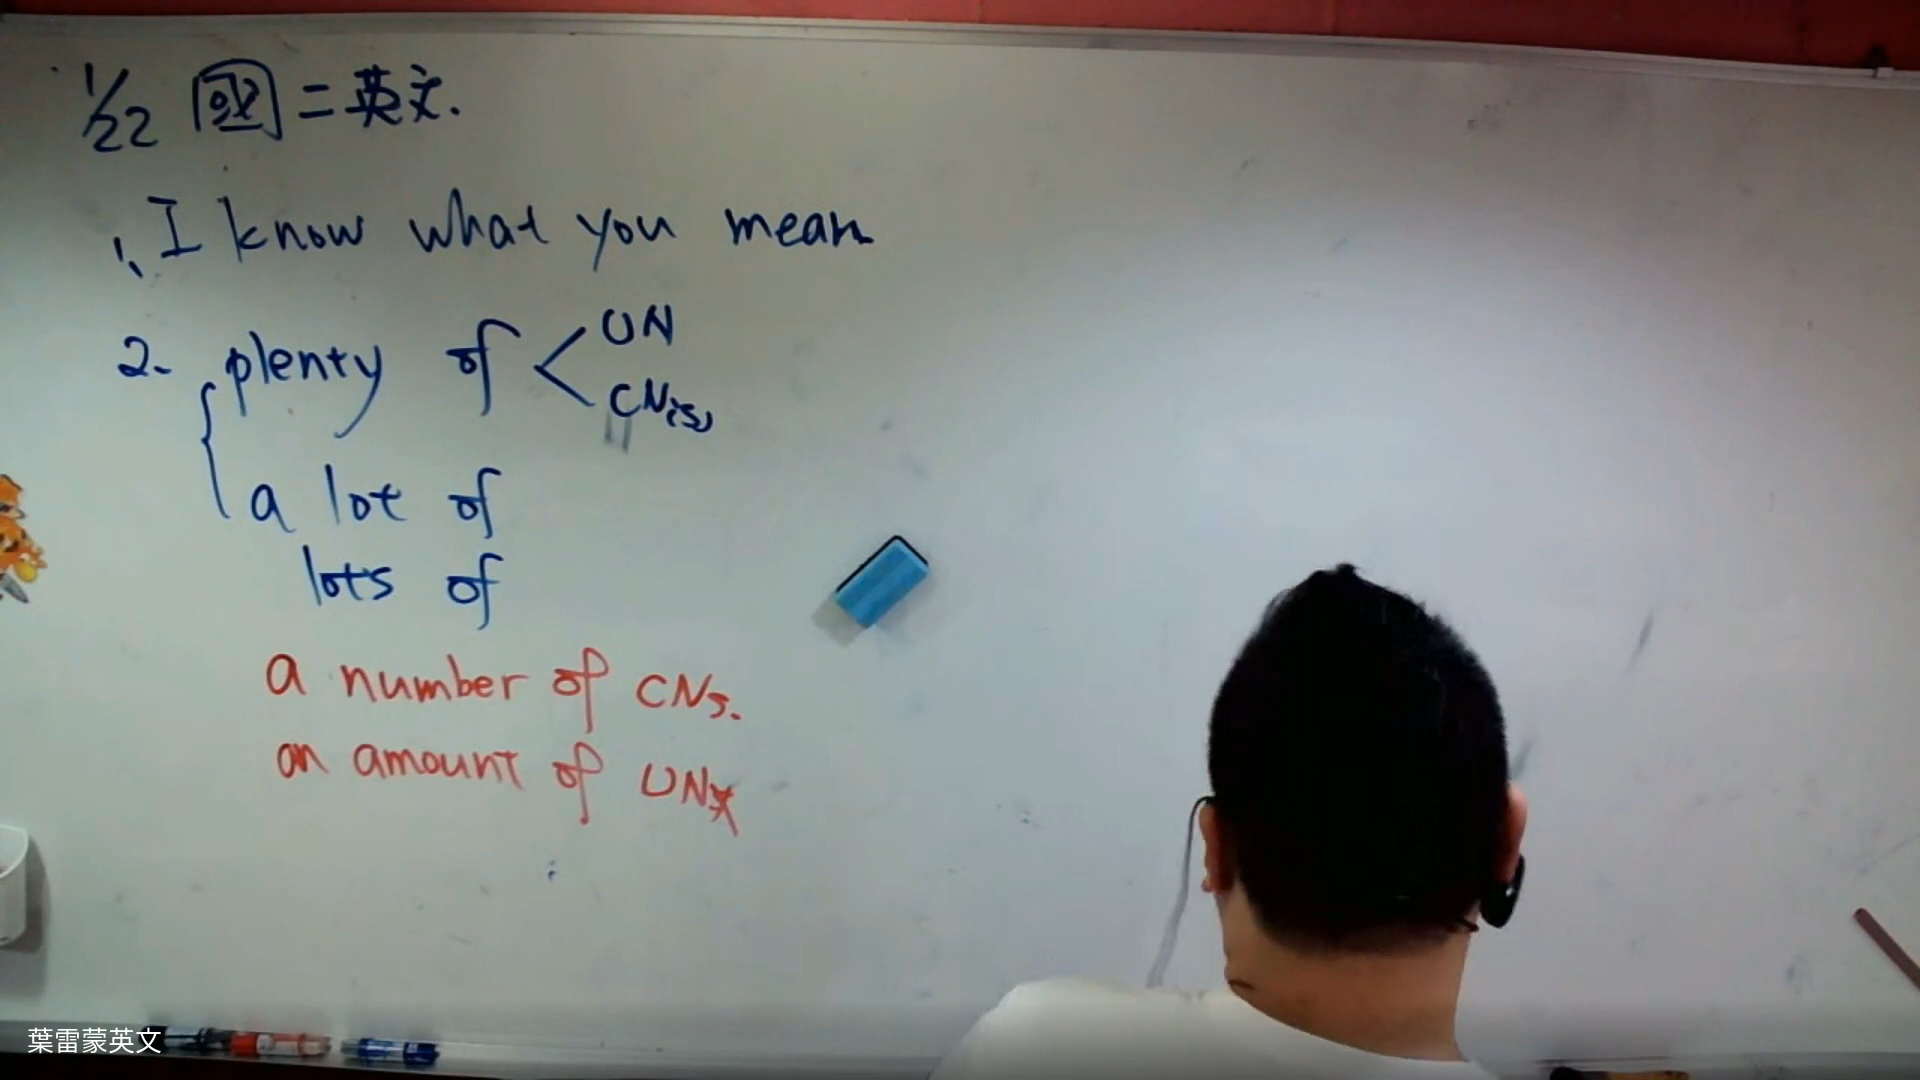 1/22 國二英文.
1. I know what you mean
2. plenty of < UN
CN(s)
a lot of
lots of
a number of CNs.
an amount of UN
葉雷蒙英文